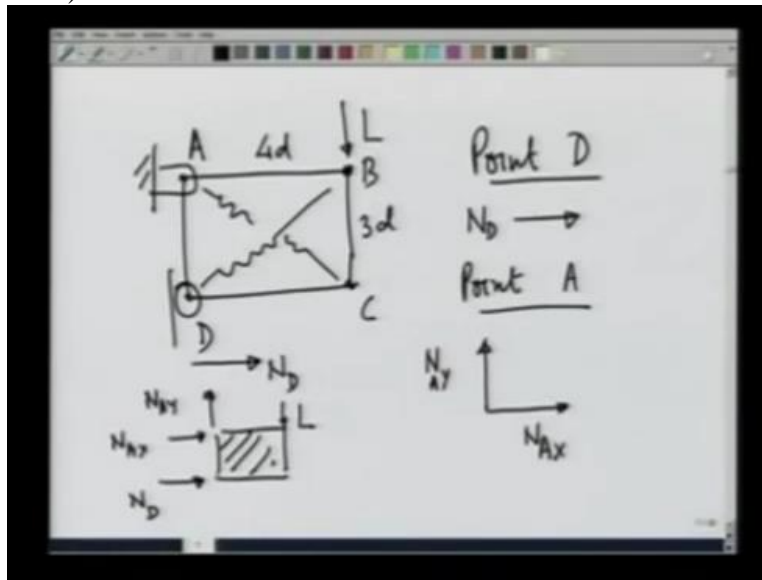 L
A 4d B
3d
D C
N_D
N_AY
L
N_AX
N_D
Point D
N_D
Point A
N_AY
N_AX